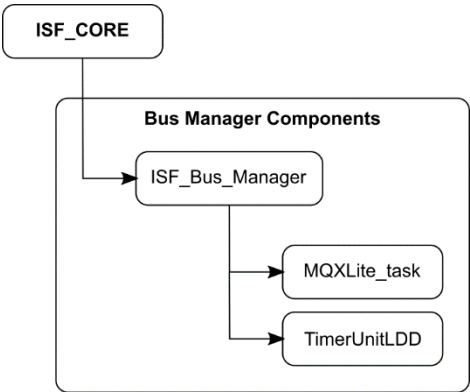 ISF_CORE
Bus Manager Components
ISF_Bus_Manager
MQXLite_task
TimerUnitLDD